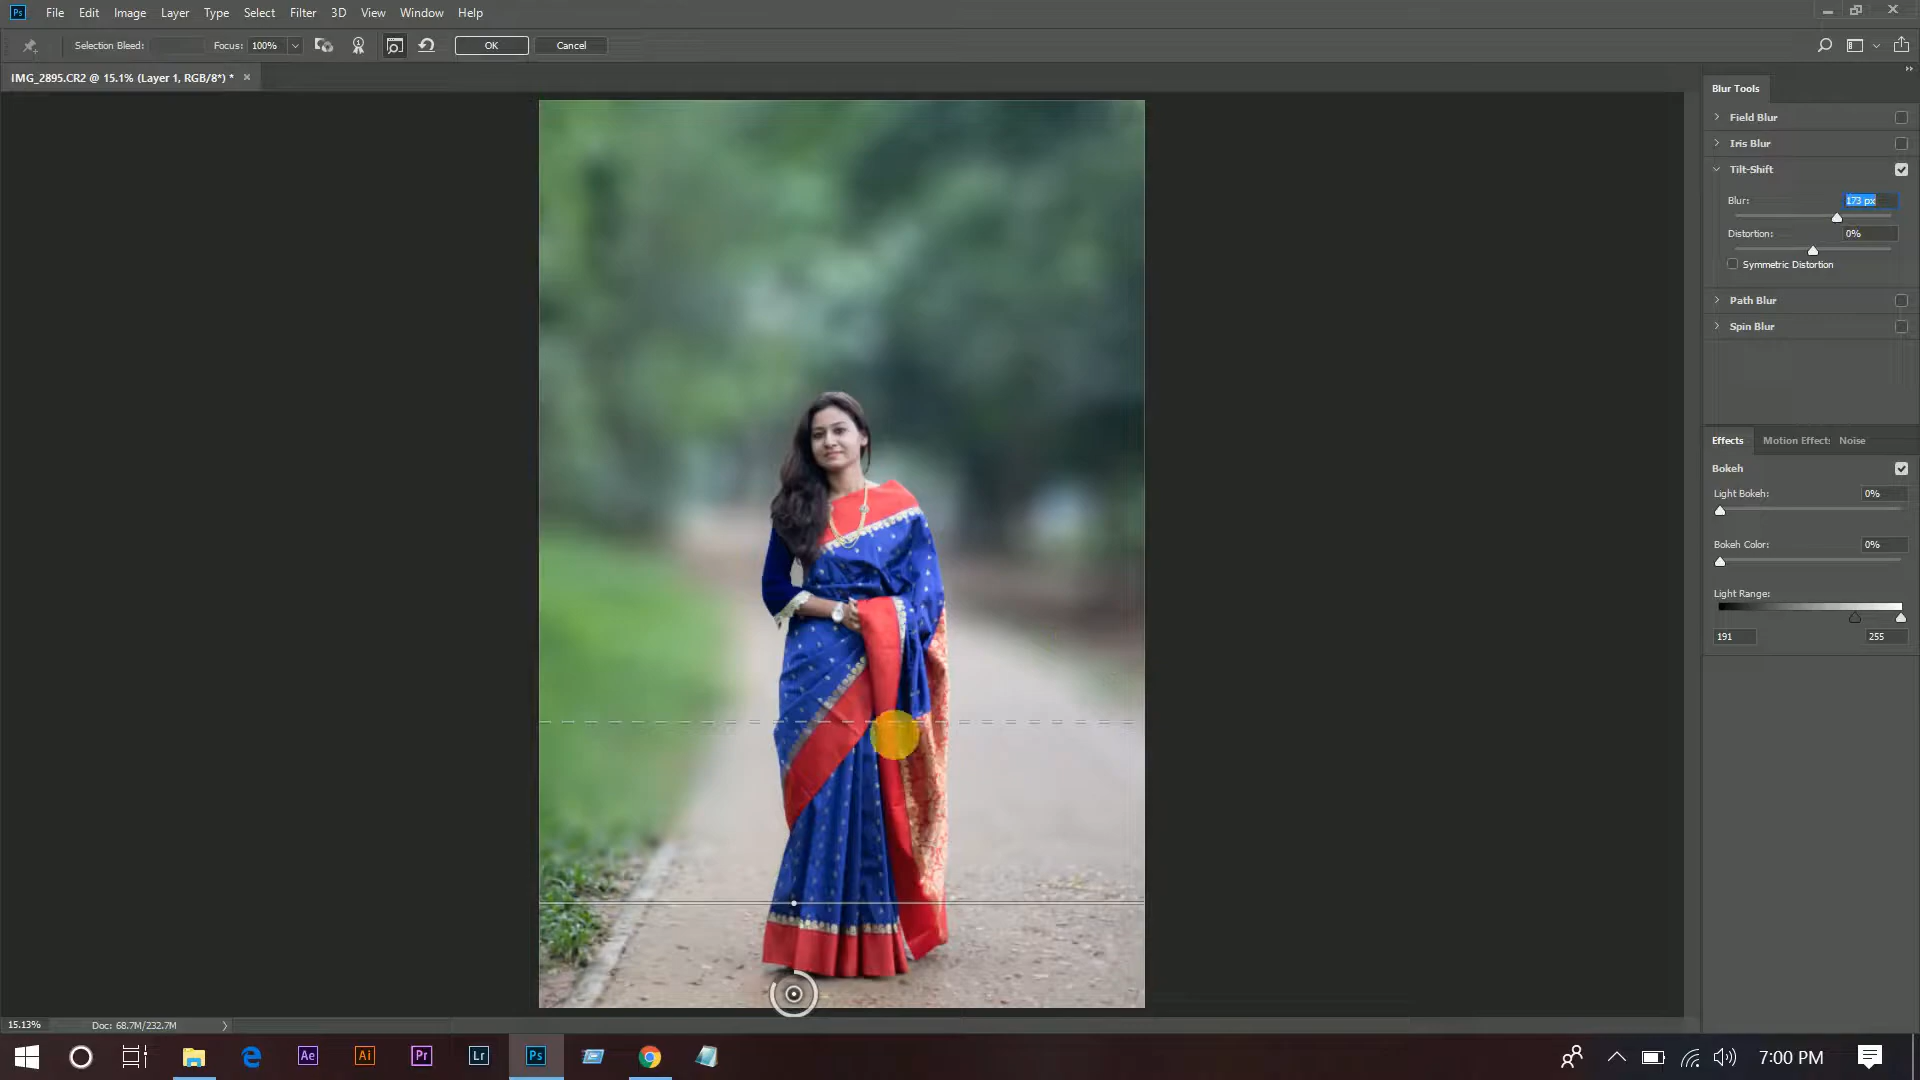 Ps File Edit Image Layer Type Select Filter 3D View Window Help
Selection Bleed: Focus: 100% OK Cancel
IMG_2895.CR2 @ 15.1% (Layer 1, RGB/8*) * ×
Blur Tools
Field Blur
Iris Blur
Tilt-Shift
Blur: 173 px
Distortion: 0%
Symmetric Distortion
Path Blur
Spin Blur
Effects Motion Effects Noise
Bokeh
Light Bokeh: 0%
Bokeh Color: 0%
Light Range:
191 255
15.13% Doc: 68.7M/232.7M
Ae Ai Pr Lr Ps 7:00 PM